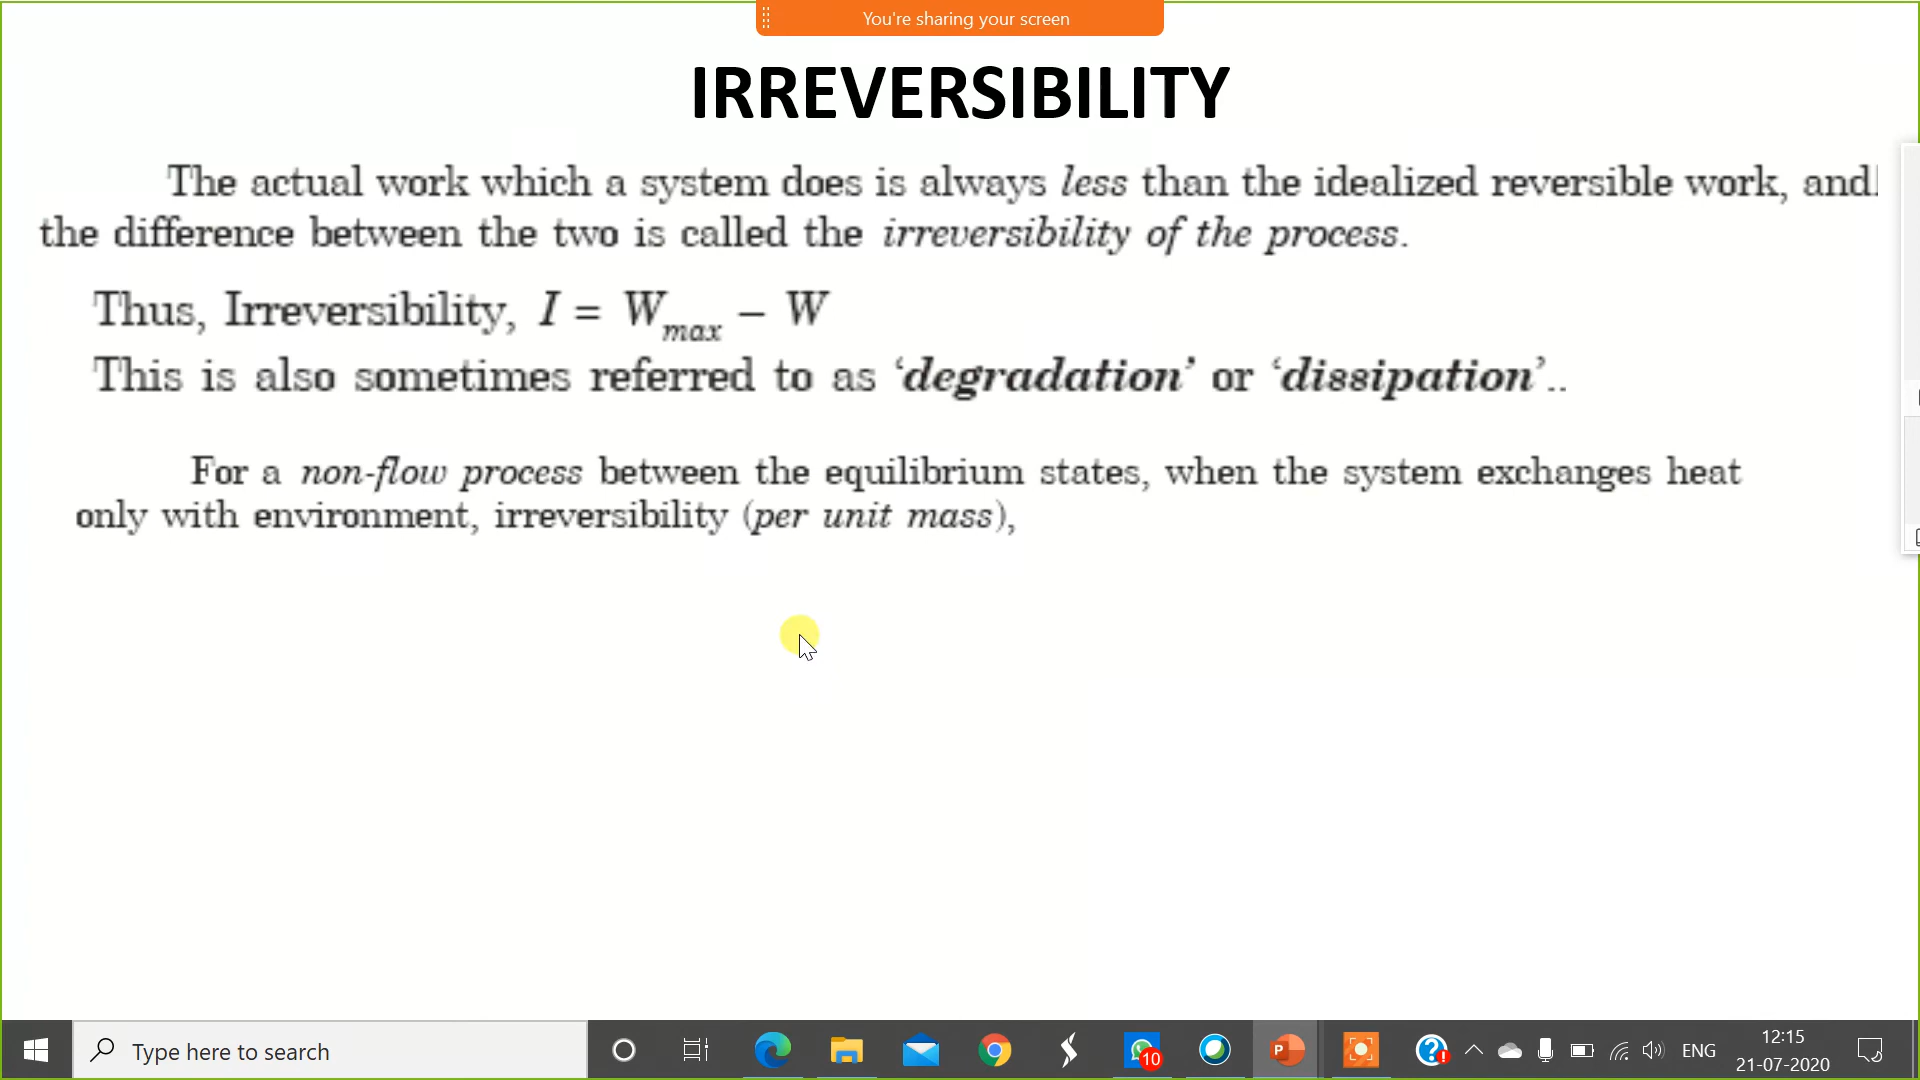 You're sharing your screen
IRREVERSIBILITY
The actual work which a system does is always less than the idealized reversible work, and
the difference between the two is called the irreversibility of the process.
Thus, Irreversibility, I = Wmax – W
This is also sometimes referred to as ‘degradation’ or ‘dissipation’..
For a non-flow process between the equilibrium states, when the system exchanges heat
only with environment, irreversibility (per unit mass),
Type here to search
10
ENG
12:15
21-07-2020